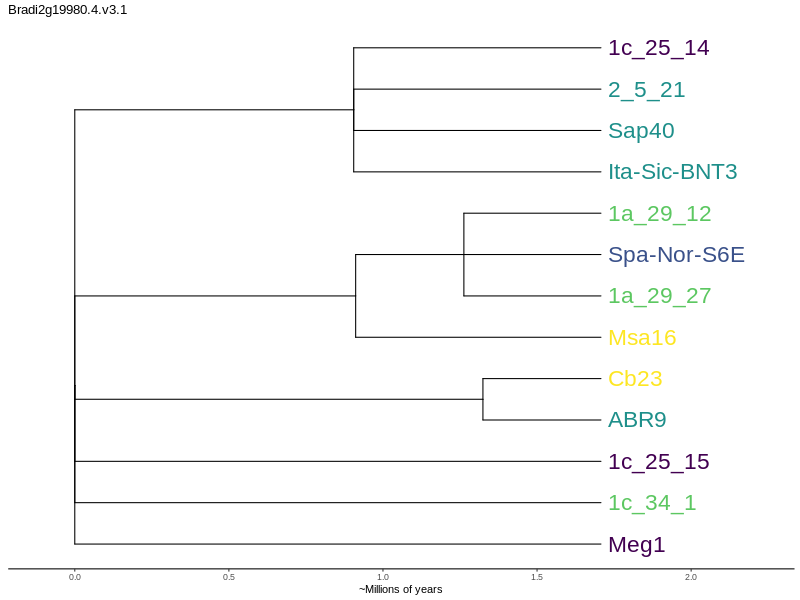 Bradi2g19980.4.v3.1
1c_25_14
2_5_21
Sap40
Ita-Sic-BNT3
1a_29_12
Spa-Nor-S6E
1a_29_27
Msa16
Cb23
ABR9
1c_25_15
1c_34_1
Meg1
0.0 0.5 1.0 1.5 2.0
~Millions of years